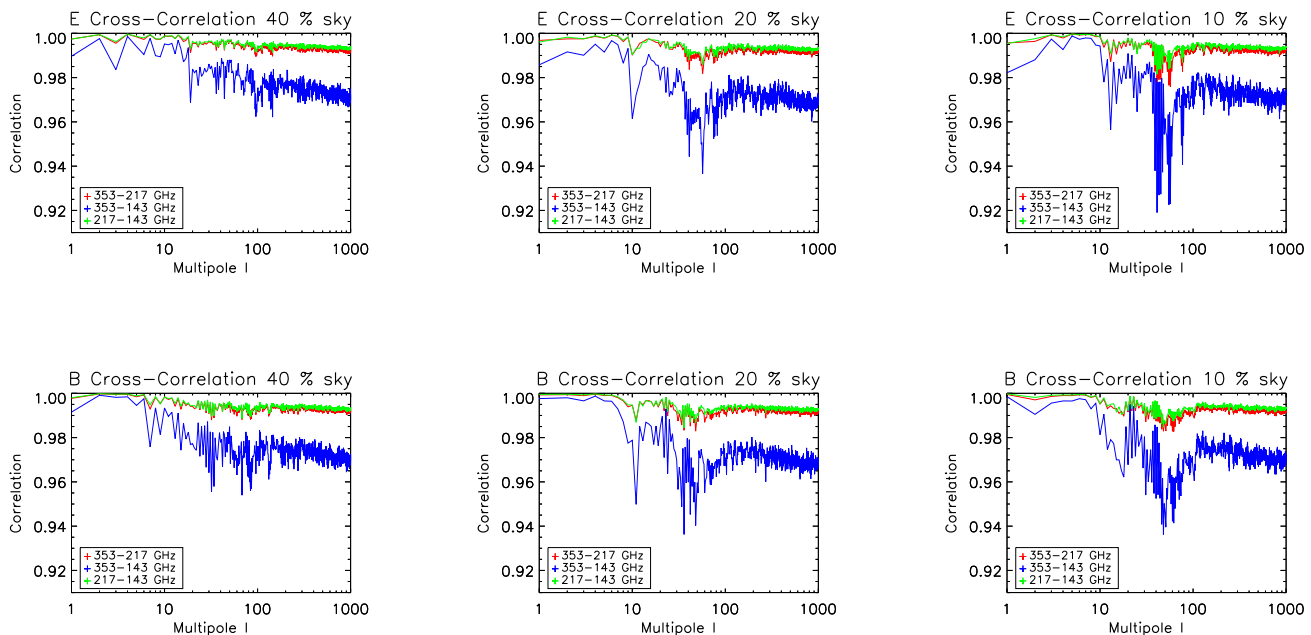 E Cross-Correlation 40 % sky
1.00
0.98
0.96
0.94
0.92
Correlation
353-217 GHz
353-143 GHz
217-143 GHz
1 10 100 1000
Multipole l
E Cross-Correlation 20 % sky
1.00
0.98
0.96
0.94
0.92
Correlation
353-217 GHz
353-143 GHz
217-143 GHz
1 10 100 1000
Multipole l
E Cross-Correlation 10 % sky
1.00
0.98
0.96
0.94
0.92
Correlation
353-217 GHz
353-143 GHz
217-143 GHz
1 10 100 1000
Multipole l
B Cross-Correlation 40 % sky
1.00
0.98
0.96
0.94
0.92
Correlation
353-217 GHz
353-143 GHz
217-143 GHz
1 10 100 1000
Multipole l
B Cross-Correlation 20 % sky
1.00
0.98
0.96
0.94
0.92
Correlation
353-217 GHz
353-143 GHz
217-143 GHz
1 10 100 1000
Multipole l
B Cross-Correlation 10 % sky
1.00
0.98
0.96
0.94
0.92
Correlation
353-217 GHz
353-143 GHz
217-143 GHz
1 10 100 1000
Multipole l